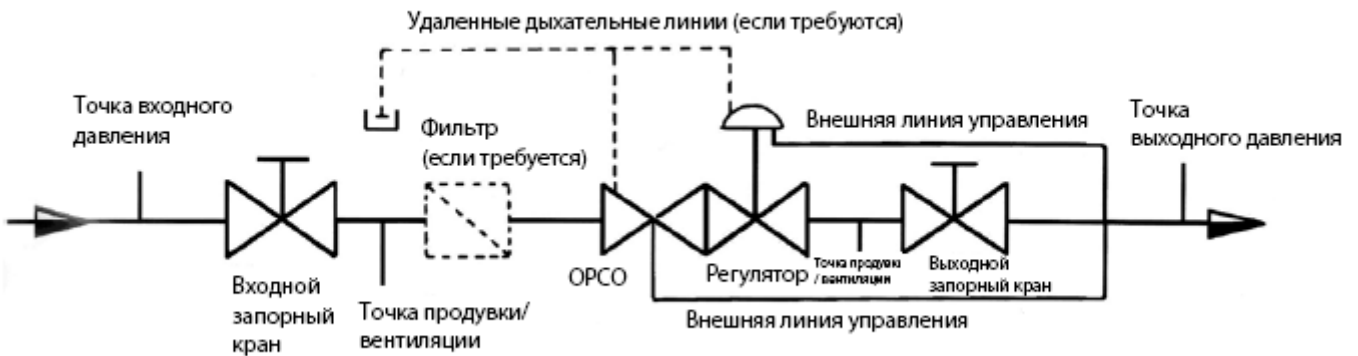 Удаленные дыхательные линии (если требуются)
Точка входного
давления
Фильтр
(если требуется)
Внешняя линия управления
Точка
выходного давления
Входной
запорный
кран
Точка продувки/
вентиляции
ОРСО
Регулятор
Точка продувки
/ вентиляции
Выходной
запорный кран
Внешняя линия управления